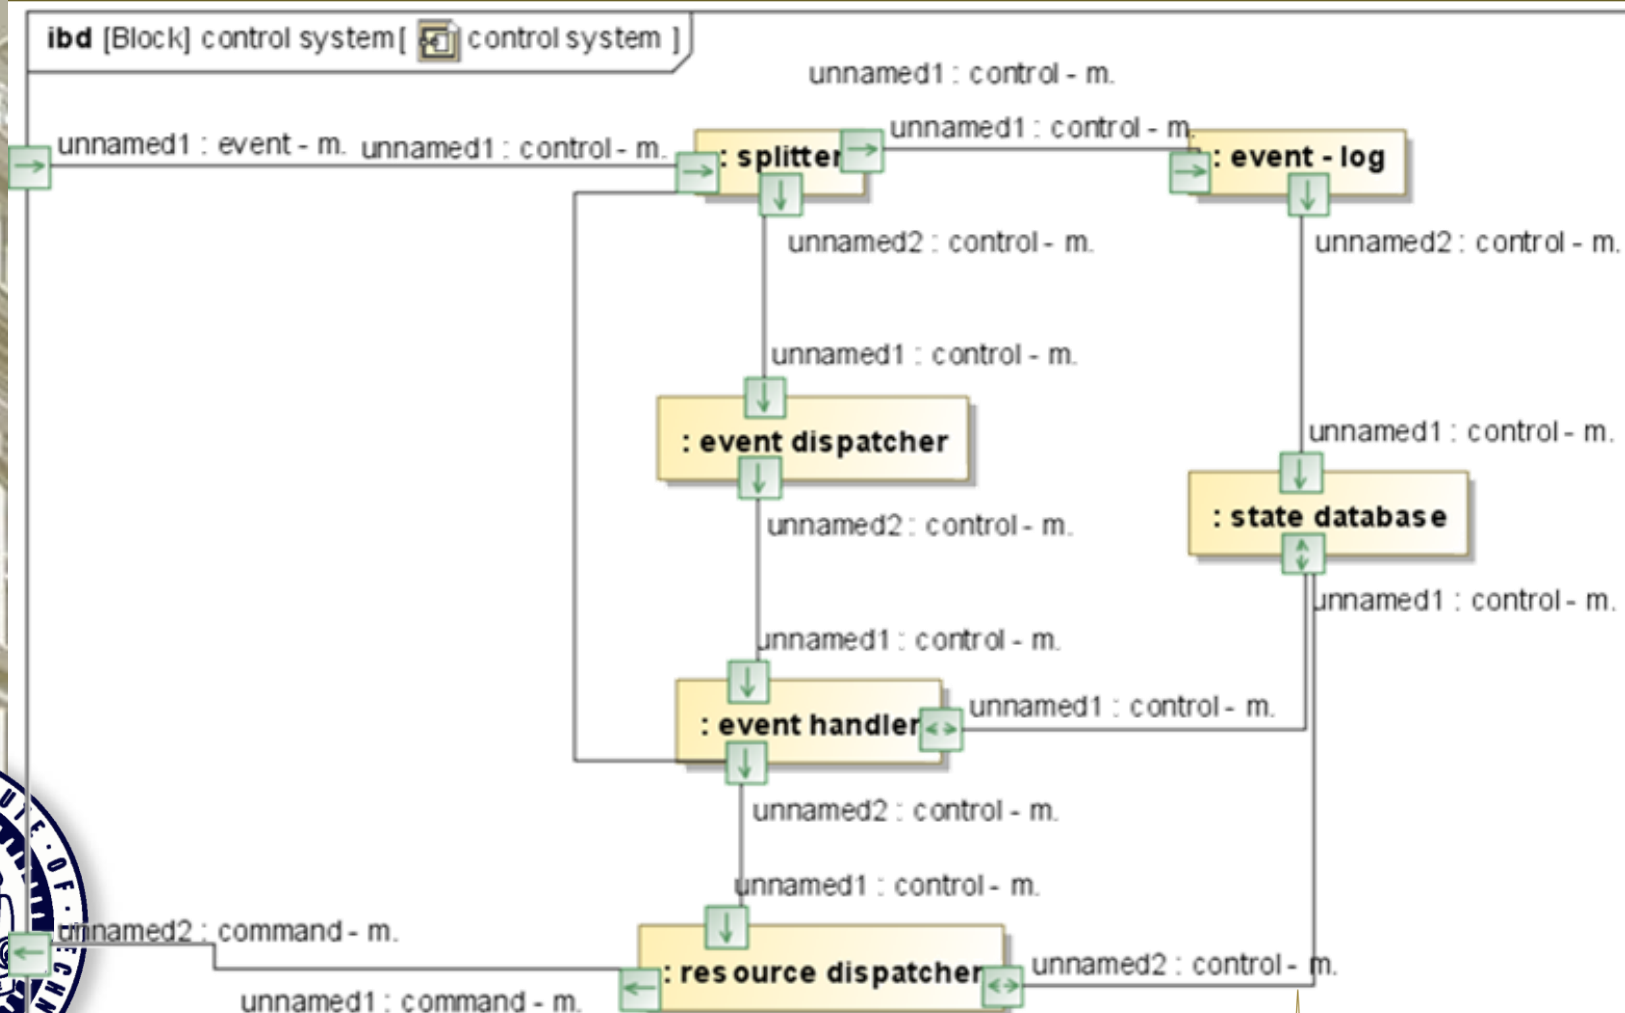 ibd [Block] control system[ control system ]
unnamed1 : control - m.
unnamed1 : event - m.
unnamed1 : control - m.
: splitter
unnamed1 : control - m.
: event - log
unnamed2 : control - m.
unnamed2 : control - m.
unnamed1 : control - m.
: event dispatcher
unnamed1 : control - m.
: state database
unnamed2 : control - m.
unnamed1 : control - m.
unnamed1 : control - m.
: event handler
unnamed1 : control - m.
unnamed2 : control - m.
unnamed1 : control - m.
unnamed2 : command - m.
: resource dispatcher
unnamed2 : control - m.
unnamed1 : command - m.
OF